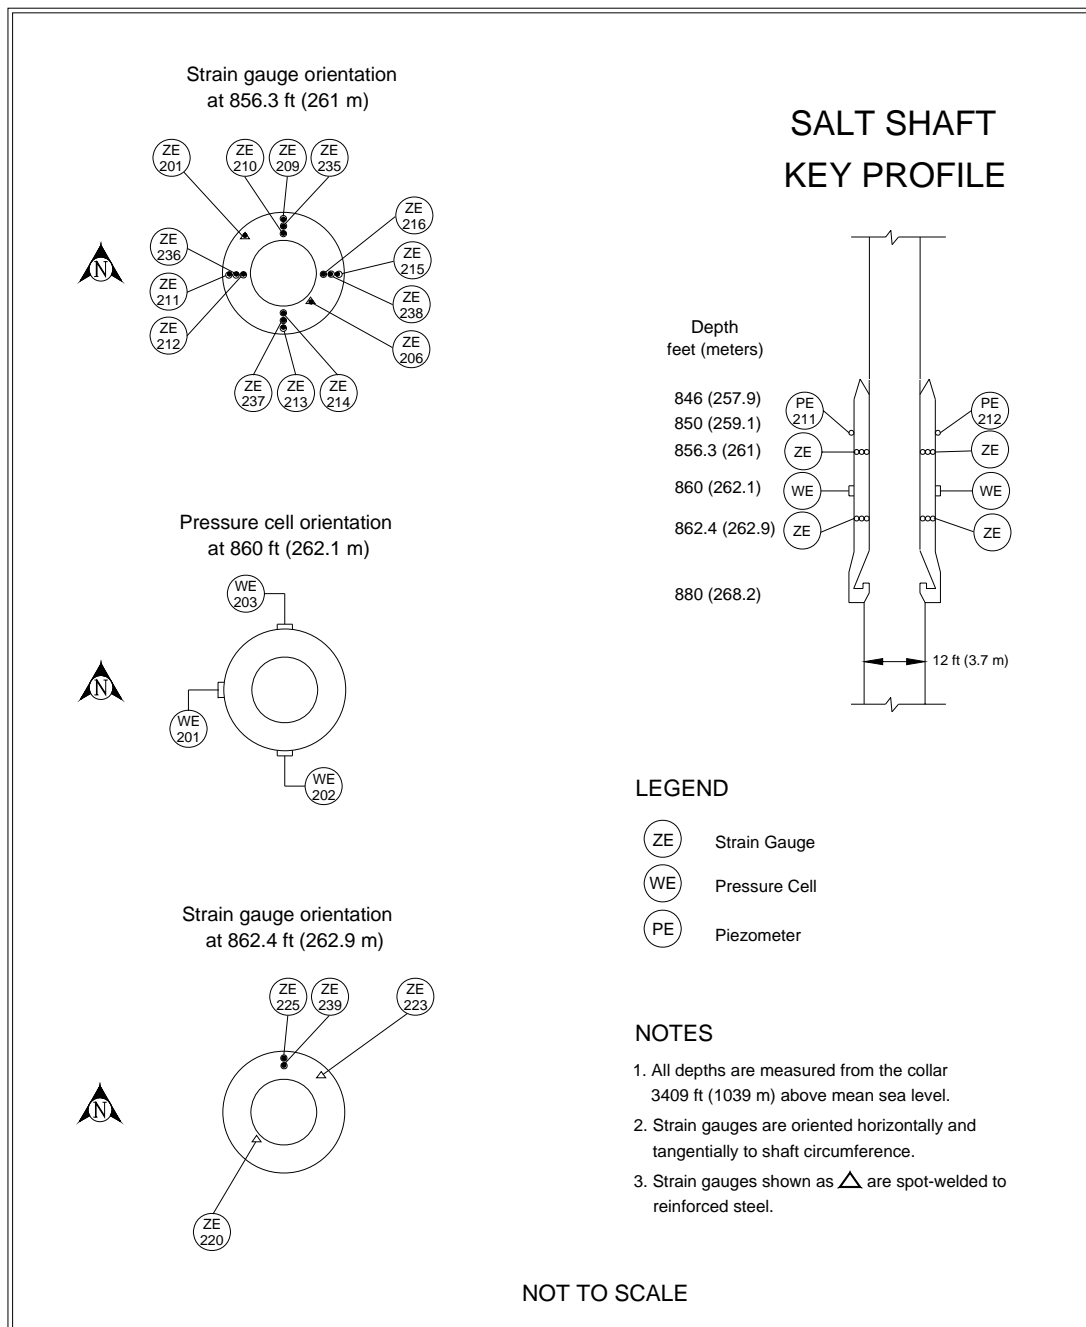 SALT SHAFT
KEY PROFILE
Strain gauge orientation
at 856.3 ft (261 m)
ZE
201
ZE
210
ZE
209
ZE
235
ZE
216
ZE
236
ZE
215
ZE
211
ZE
238
ZE
212
ZE
206
ZE
237
ZE
213
ZE
214
N
Pressure cell orientation
at 860 ft (262.1 m)
WE
203
N
WE
201
WE
202
Strain gauge orientation
at 862.4 ft (262.9 m)
ZE
225
ZE
239
ZE
223
N
ZE
220
Depth
feet (meters)
846 (257.9)
850 (259.1)
856.3 (261)
860 (262.1)
862.4 (262.9)
880 (268.2)
PE
211
PE
212
ZE
ZE
WE
WE
ZE
ZE
12 ft (3.7 m)
LEGEND
ZE Strain Gauge
WE Pressure Cell
PE Piezometer
NOTES
1. All depths are measured from the collar
3409 ft (1039 m) above mean sea level.
2. Strain gauges are oriented horizontally and
tangentially to shaft circumference.
3. Strain gauges shown as △ are spot-welded to
reinforced steel.
NOT TO SCALE